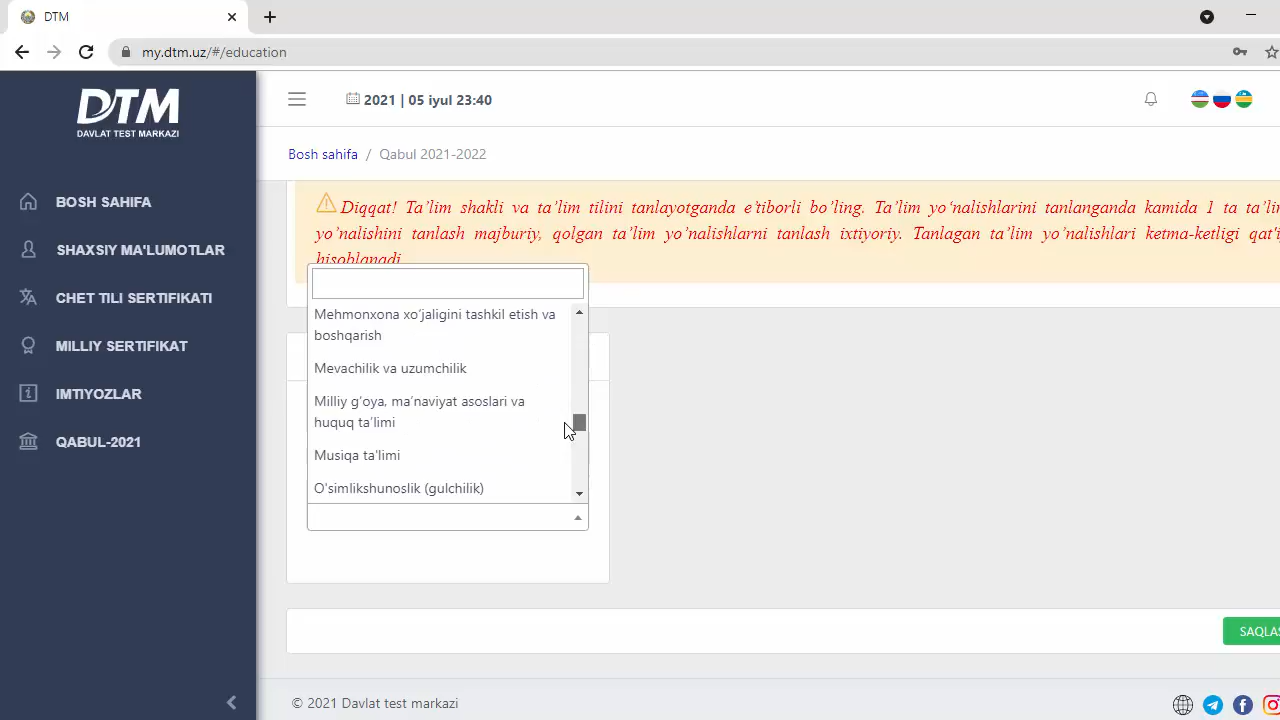 DTM
my.dtm.uz/#/education
DTM
DAVLAT TEST MARKAZI
2021 | 05 iyul 23:40
BOSH SAHIFA
SHAXSIY MA'LUMOTLAR
CHET TILI SERTIFIKATI
MILLIY SERTIFIKAT
IMTIYOZLAR
QABUL-2021
Bosh sahifa / Qabul 2021-2022
Diqqat! Ta’lim shakli va ta’lim tilini tanlayotganda e’tiborli bo’ling. Ta’lim yo‘nalishlarini tanlanganda kamida 1 ta ta’lim
yo’nalishini tanlash majburiy, qolgan ta’lim yo’nalishlarni tanlash ixtiyoriy. Tanlagan ta’lim yo’nalishlari ketma-ketligi qat’iy
hisoblanadi
Mehmonxona xo‘jaligini tashkil etish va
boshqarish
Mevachilik va uzumchilik
Milliy g‘oya, ma’naviyat asoslari va
huquq ta’limi
Musiqa ta'limi
O'simlikshunoslik (gulchilik)
SAQLAS
© 2021 Davlat test markazi